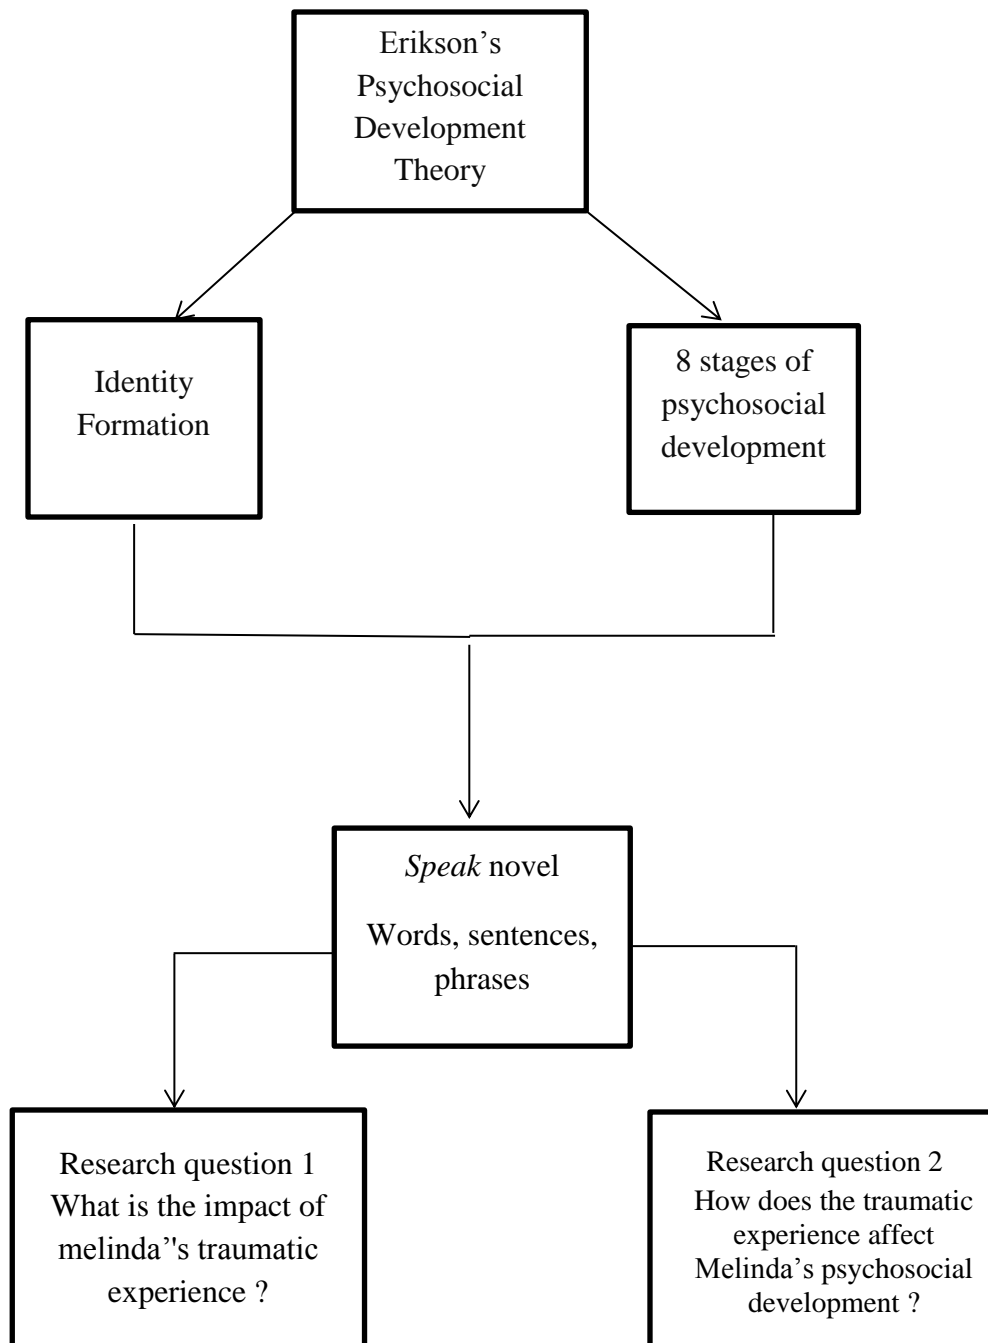 Erikson’s
Psychosocial
Development
Theory
Identity
Formation
8 stages of
psychosocial
development
Speak novel
Words, sentences,
phrases
Research question 1
What is the impact of
melinda’'s traumatic
experience ?
Research question 2
How does the traumatic
experience affect
Melinda’s psychosocial
development ?